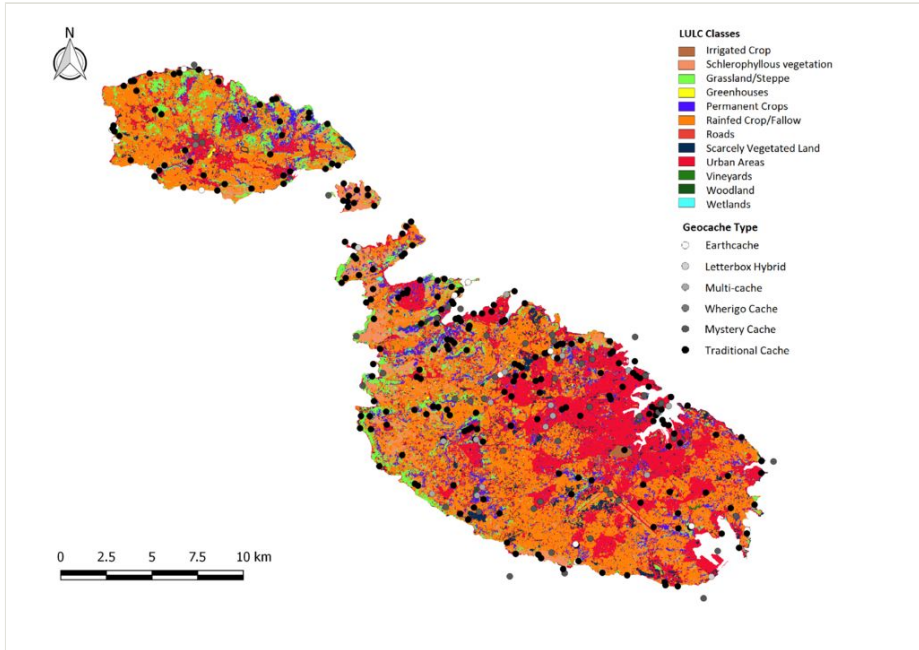 N
LULC Classes
Irrigated Crop
Schlerophyllous vegetation
Grassland/Steppe
Greenhouses
Permanent Crops
Rainfed Crop/Fallow
Roads
Scarcely Vegetated Land
Urban Areas
Vineyards
Woodland
Wetlands
Geocache Type
Earthcache
Letterbox Hybrid
Multi-cache
Wherigo Cache
Mystery Cache
Traditional Cache
0 2.5 5 7.5 10 km